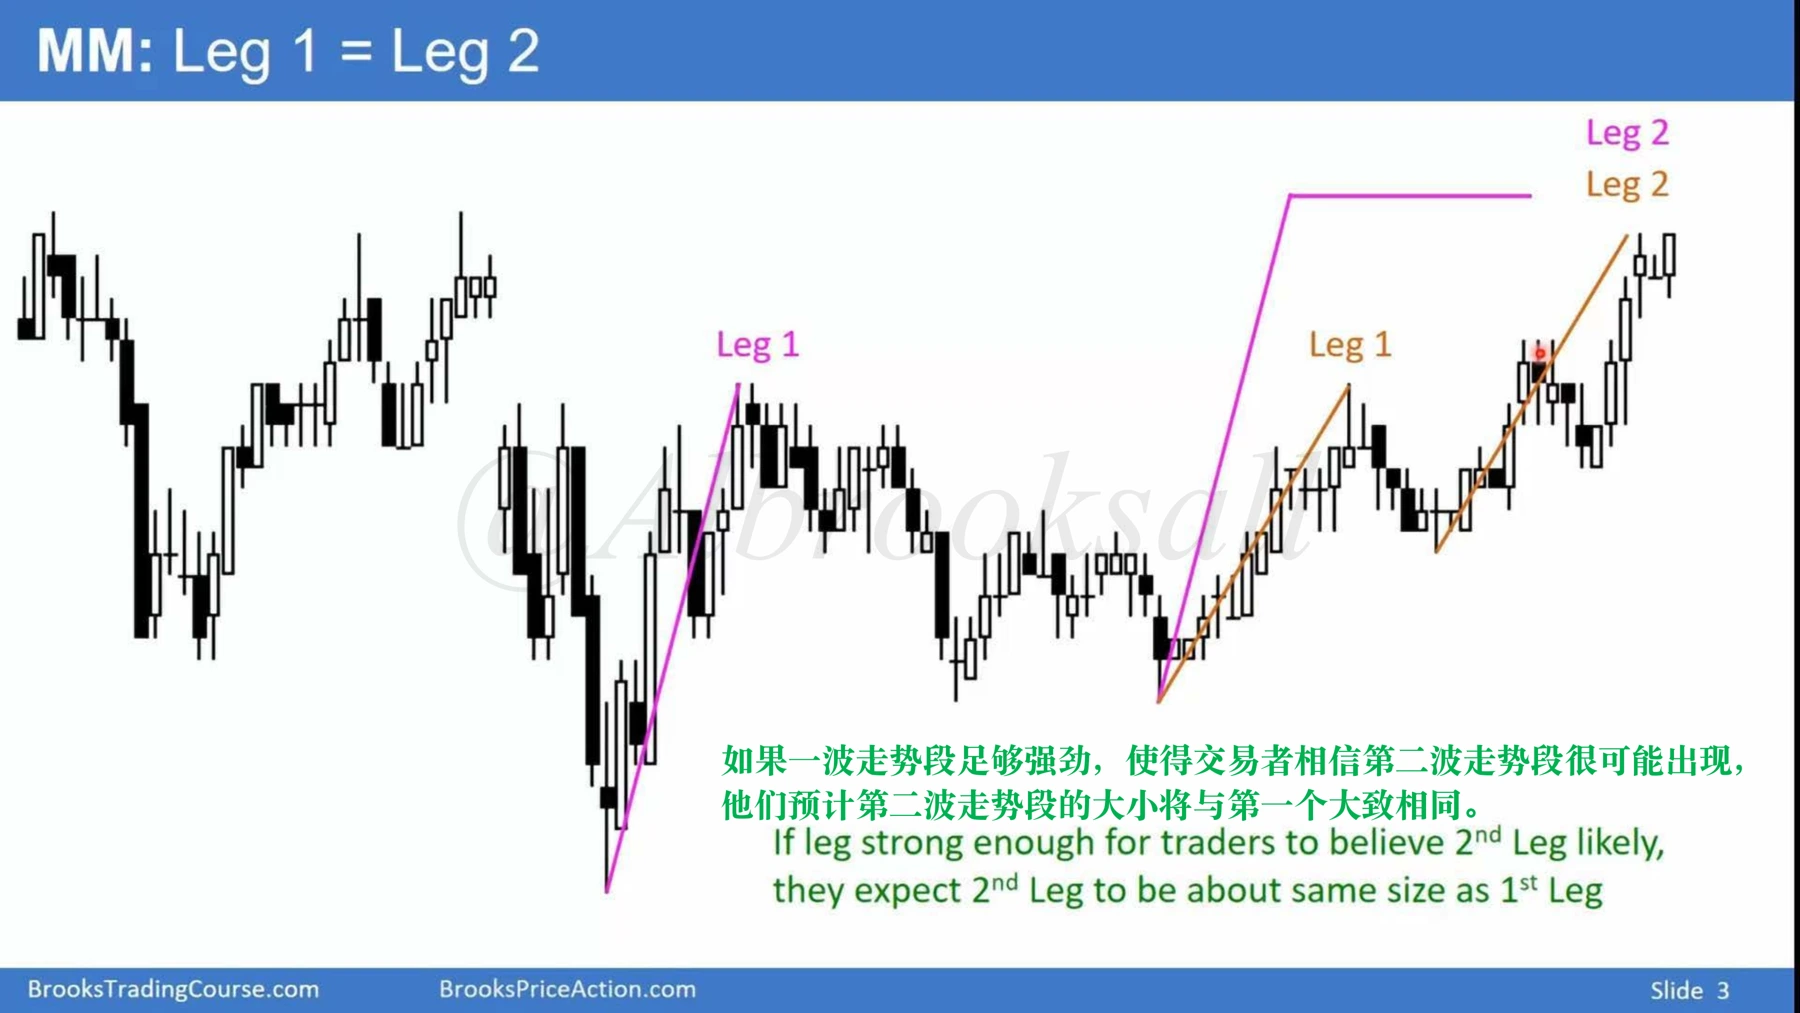 MM: Leg 1 = Leg 2
Leg 2
Leg 2
Leg 1
Leg 1
@Albrooksall
如果一波走势段足够强劲，使得交易者相信第二波走势段很可能出现，
他们预计第二波走势段的大小将与第一个大致相同。
If leg strong enough for traders to believe 2nd Leg likely,
they expect 2nd Leg to be about same size as 1st Leg
BrooksTradingCourse.com
BrooksPriceAction.com
Slide 3